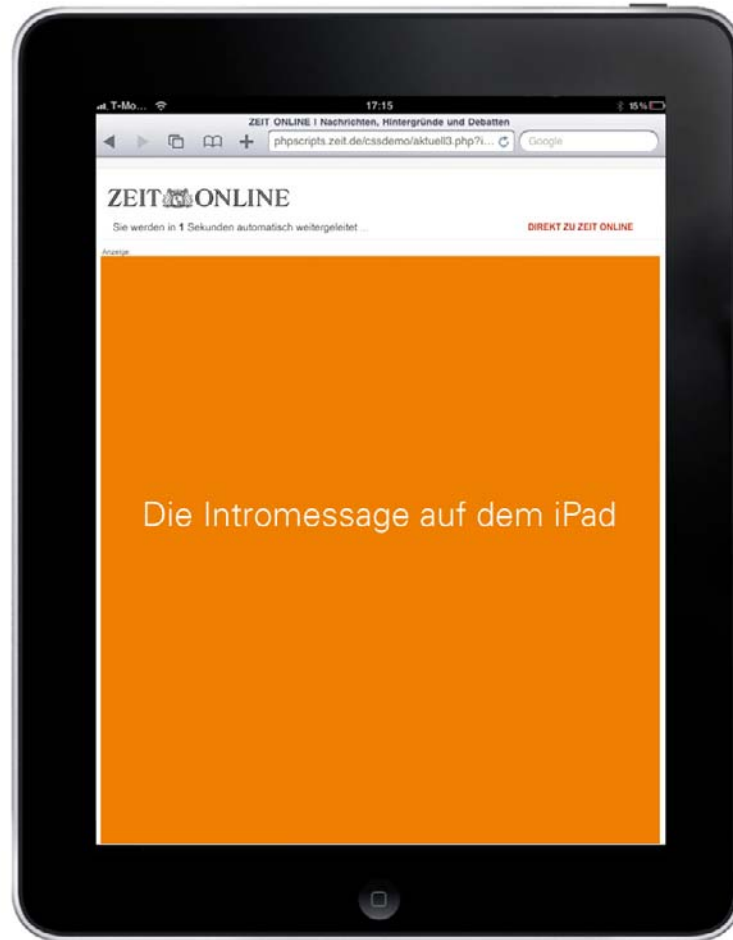 T-Mo... 17:15 15 %
ZEIT ONLINE | Nachrichten, Hintergründe und Debatten
phpscripts.zeit.de/cssdemo/aktuell3.php?i... Google
ZEIT ONLINE
Sie werden in 1 Sekunden automatisch weitergeleitet ...
DIREKT ZU ZEIT ONLINE
Anzeige
Die Intromessage auf dem iPad